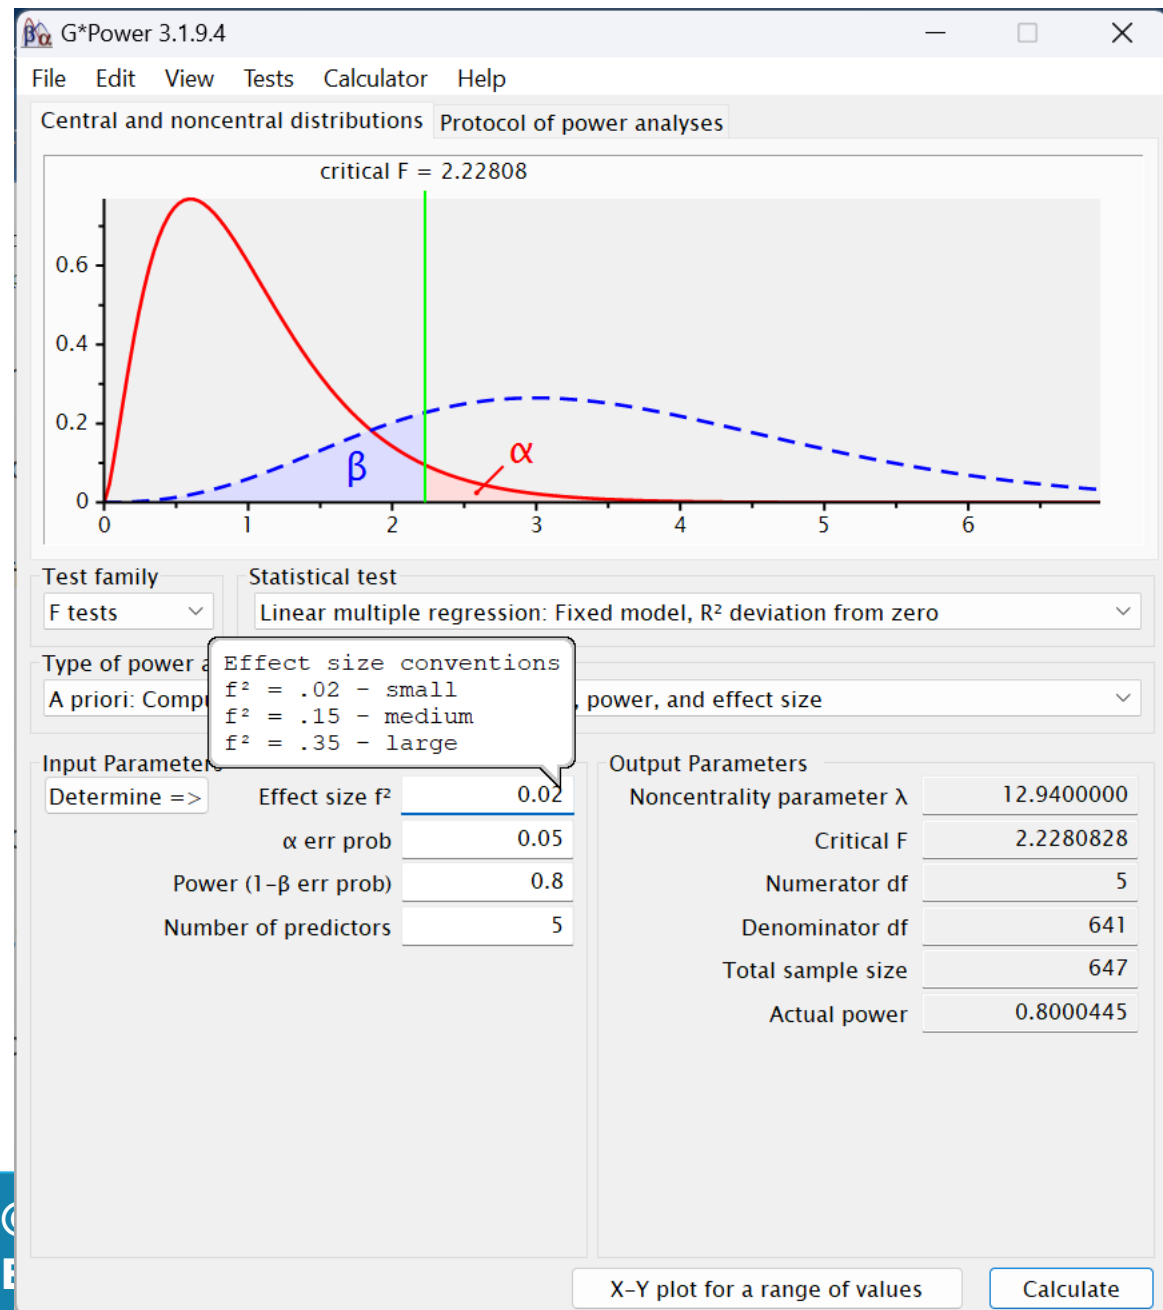 G*Power 3.1.9.4
File Edit View Tests Calculator Help
Central and noncentral distributions Protocol of power analyses
critical F = 2.22808
0.6
0.4
0.2
0
β
α
0 1 2 3 4 5 6
Test family Statistical test
F tests Linear multiple regression: Fixed model, R² deviation from zero
Type of power a
A priori: Compu , power, and effect size
Effect size conventions
f² = .02 - small
f² = .15 - medium
f² = .35 - large
Input Parameters Output Parameters
Determine => Effect size f² 0.02 Noncentrality parameter λ 12.9400000
α err prob 0.05 Critical F 2.2280828
Power (1-β err prob) 0.8 Numerator df 5
Number of predictors 5 Denominator df 641
Total sample size 647
Actual power 0.8000445
X-Y plot for a range of values Calculate